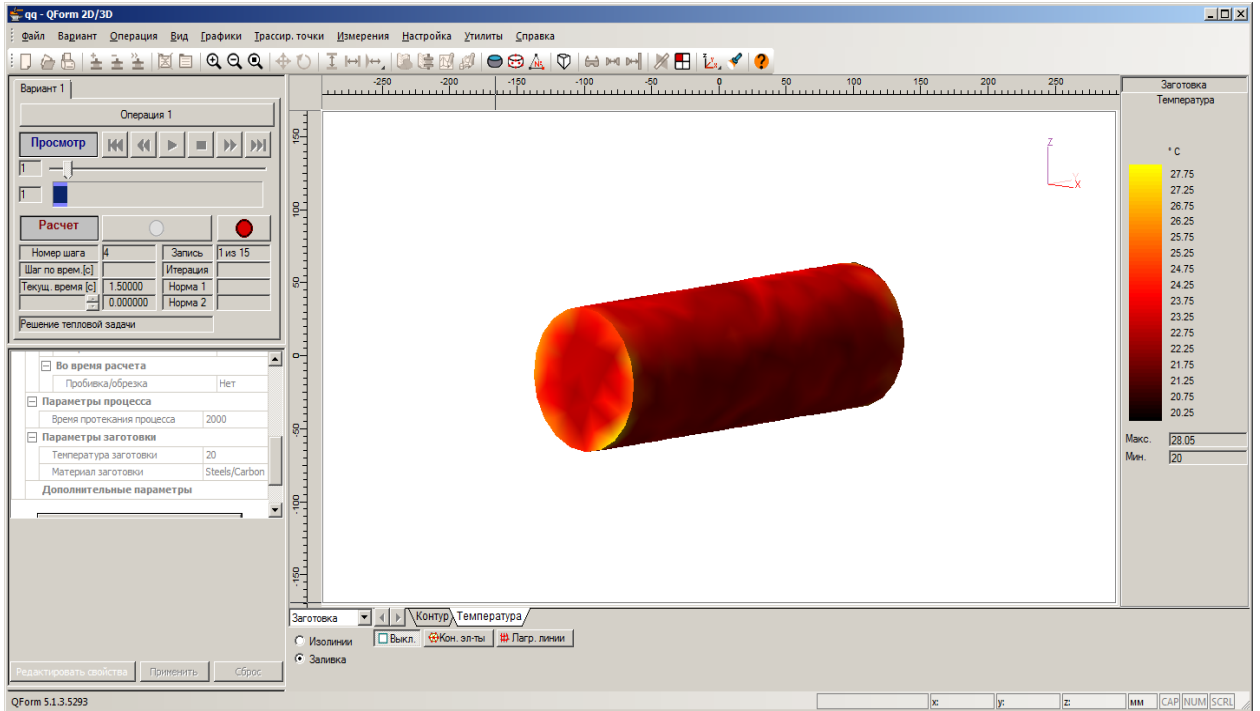 qq - QForm 2D/3D
Файл Вариант Операция Вид Графики Трассир. точки Измерения Настройка Утилиты Справка
Вариант 1
Операция 1
Просмотр
1
1
Расчет
Номер шага 4 Запись 1 из 15
Шаг по врем.[с] Итерация
Текущ. время [с] 1.50000 Норма 1
0.000000 Норма 2
Решение тепловой задачи
Во время расчета
Пробивка/обрезка Нет
Параметры процесса
Время протекания процесса 2000
Параметры заготовки
Температура заготовки 20
Материал заготовки Steels/Carbon
Дополнительные параметры
Редактировать свойства Применить Сброс
-250 -200 -150 -100 -50 0 50 100 150 200 250
150
100
50
0
-50
-100
-150
Z
Y
X
Заготовка
Температура
° C
27.75
27.25
26.75
26.25
25.75
25.25
24.75
24.25
23.75
23.25
22.75
22.25
21.75
21.25
20.75
20.25
Макс. 28.05
Мин. 20
Заготовка Контур Температура
Изолинии Выкл. Кон. эл-ты Лагр. линии
Заливка
QForm 5.1.3.5293 x: y: z: мм CAP NUM SCRL